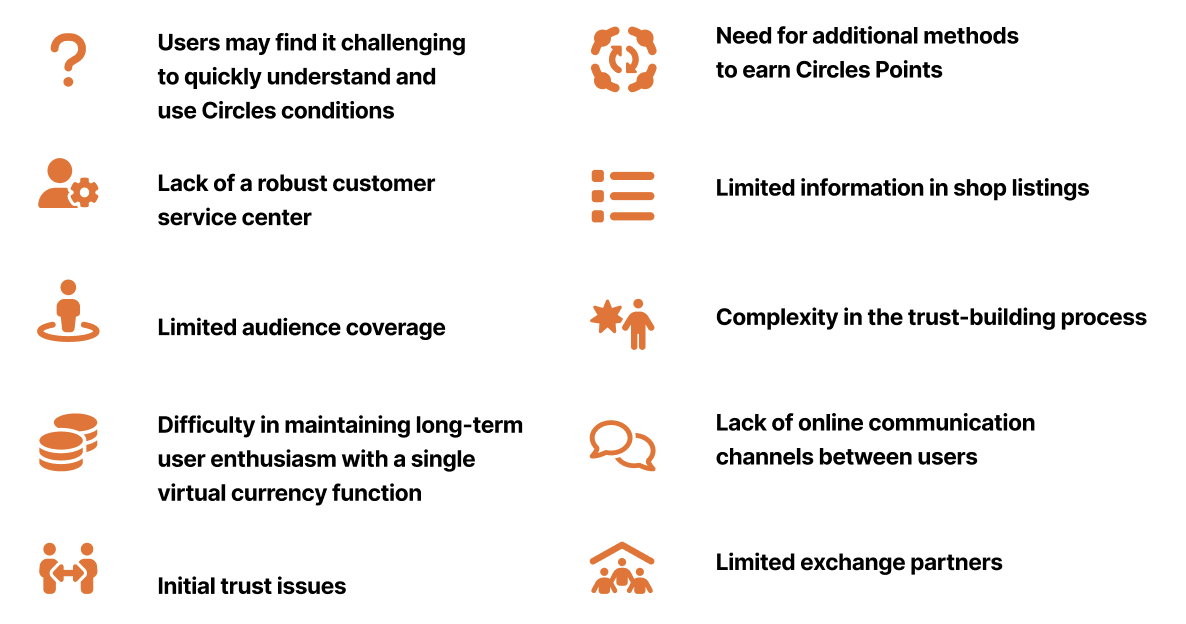 Users may find it challenging
to quickly understand and
use Circles conditions
Lack of a robust customer
service center
Limited audience coverage
Difficulty in maintaining long-term
user enthusiasm with a single
virtual currency function
Initial trust issues
Need for additional methods
to earn Circles Points
Limited information in shop listings
Complexity in the trust-building process
Lack of online communication
channels between users
Limited exchange partners